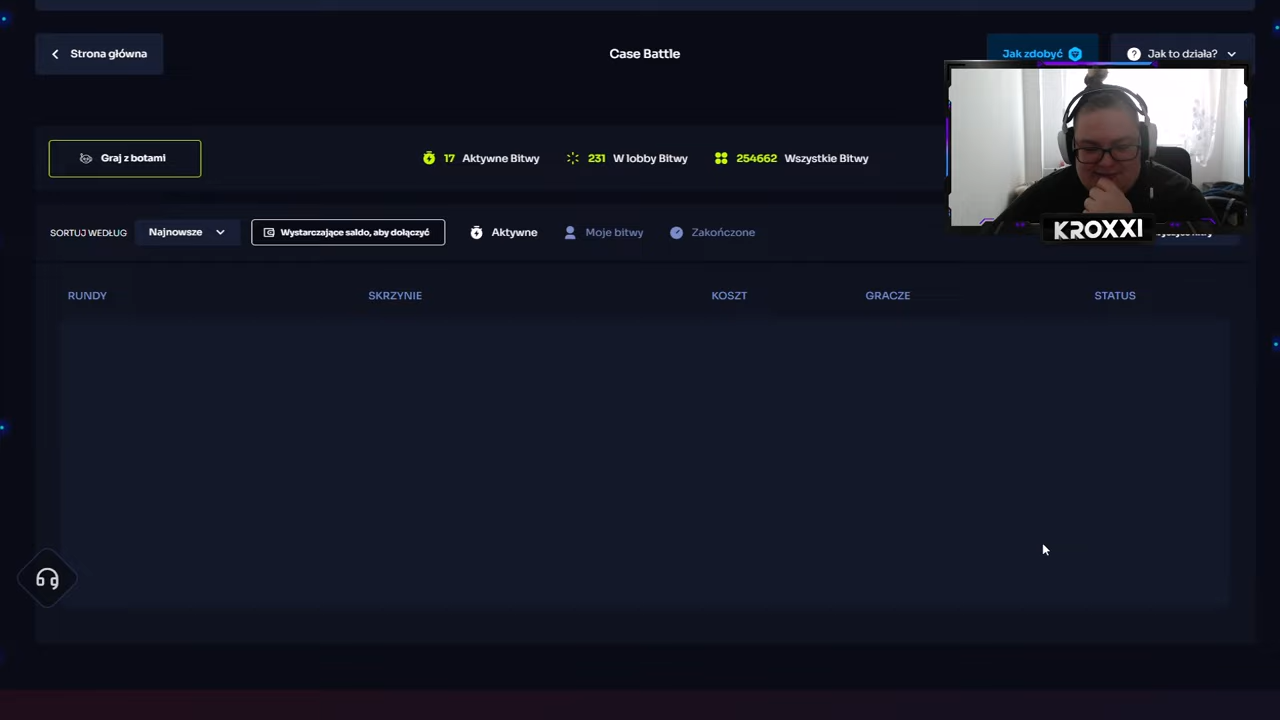 Strona główna
Case Battle
Jak zdobyć
Jak to działa?
Graj z botami
17 Aktywne Bitwy
231 W lobby Bitwy
254662 Wszystkie Bitwy
KROXXI
SORTUJ WEDŁUG
Najnowsze
Wystarczające saldo, aby dołączyć
Aktywne
Moje bitwy
Zakończone
RUNDY
SKRZYNIE
KOSZT
GRACZE
STATUS